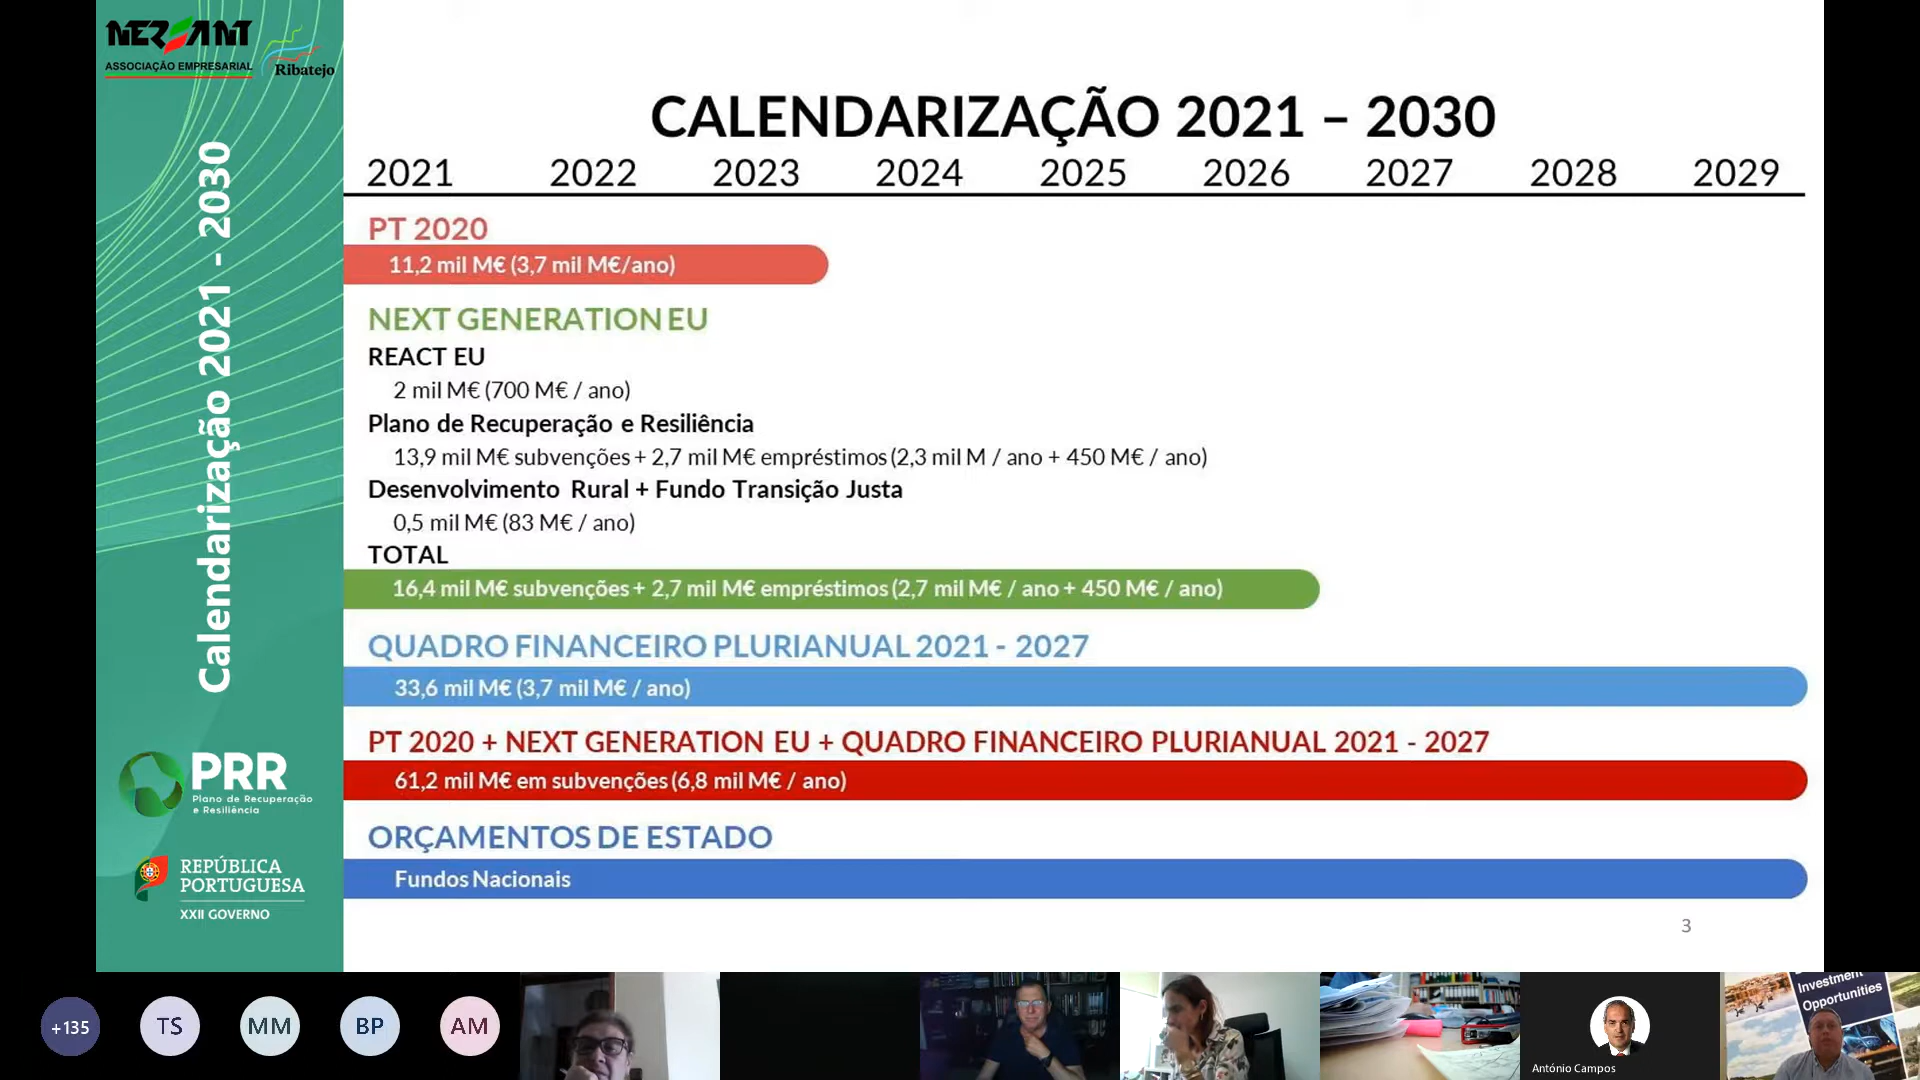 NERSANT
ASSOCIAÇÃO EMPRESARIAL
Ribatejo
Calendarização 2021 - 2030
PRR
Plano de Recuperação
e Resiliência
REPÚBLICA
PORTUGUESA
XXII GOVERNO
CALENDARIZAÇÃO 2021 – 2030
2021 2022 2023 2024 2025 2026 2027 2028 2029
PT 2020
11,2 mil M€ (3,7 mil M€/ano)
NEXT GENERATION EU
REACT EU
2 mil M€ (700 M€ / ano)
Plano de Recuperação e Resiliência
13,9 mil M€ subvenções + 2,7 mil M€ empréstimos (2,3 mil M / ano + 450 M€ / ano)
Desenvolvimento Rural + Fundo Transição Justa
0,5 mil M€ (83 M€ / ano)
TOTAL
16,4 mil M€ subvenções + 2,7 mil M€ empréstimos (2,7 mil M€ / ano + 450 M€ / ano)
QUADRO FINANCEIRO PLURIANUAL 2021 - 2027
33,6 mil M€ (3,7 mil M€ / ano)
PT 2020 + NEXT GENERATION EU + QUADRO FINANCEIRO PLURIANUAL 2021 - 2027
61,2 mil M€ em subvenções (6,8 mil M€ / ano)
ORÇAMENTOS DE ESTADO
Fundos Nacionais
3
+135
TS
MM
BP
AM
António Campos
Investment
Opportunities